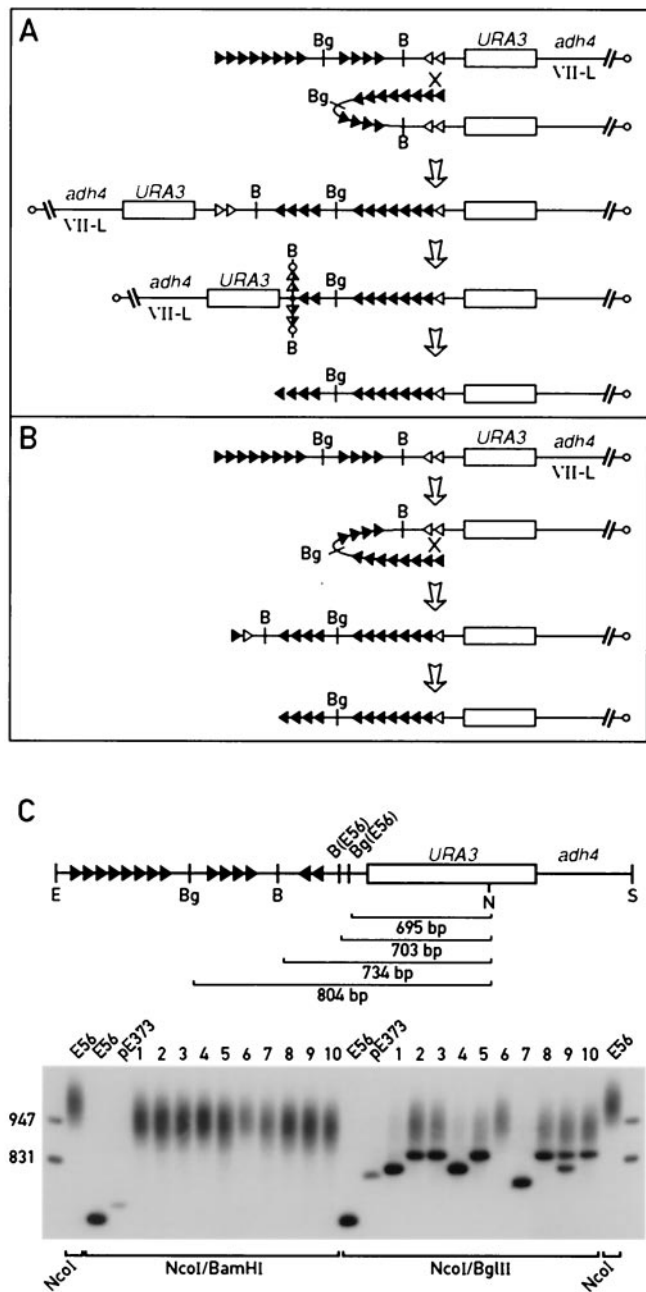 A
URA3 adh4
Bg B
VII-L
Bg
B
adh4 URA3 B Bg
VII-L
B
adh4 URA3 Bg
VII-L
B
Bg
B
URA3 adh4
Bg B
VII-L
B
Bg
B Bg
Bg
C
B(E56)
Bg(E56)
URA3 adh4
E Bg B N S
695 bp
703 bp
734 bp
804 bp
E56 E56 pE373 1 2 3 4 5 6 7 8 9 10 E56 pE373 1 2 3 4 5 6 7 8 9 10 E56
947
831
NcoI NcoI/BamHI NcoI/BglII NcoI